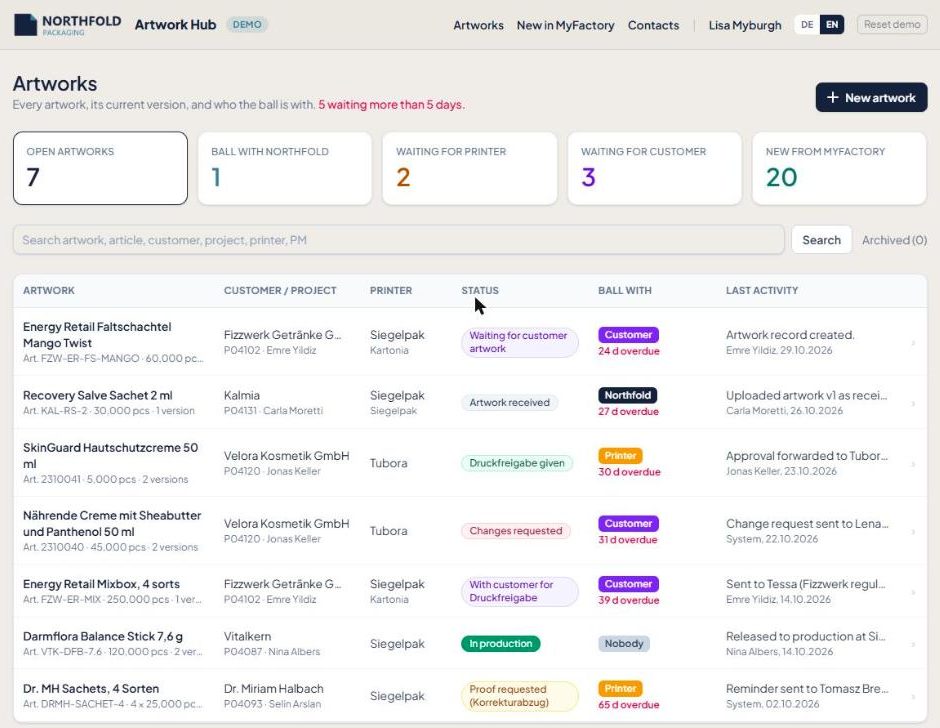 NORTHFOLD
PACKAGING
Artwork Hub
DEMO
Artworks
New in MyFactory
Contacts
Lisa Myburgh
DE
EN
Reset demo
Artworks
Every artwork, its current version, and who the ball is with. 5 waiting more than 5 days.
+ New artwork
OPEN ARTWORKS
7
BALL WITH NORTHFOLD
1
WAITING FOR PRINTER
2
WAITING FOR CUSTOMER
3
NEW FROM MYFACTORY
20
Search artwork, article, customer, project, printer, PM
Search
Archived (0)
ARTWORK
CUSTOMER / PROJECT
PRINTER
STATUS
BALL WITH
LAST ACTIVITY
Energy Retail Faltschachtel
Mango Twist
Art. FZW-ER-FS-MANGO · 60.000 pc...
Fizzwerk Getränke G...
P04102 · Emre Yildiz
Siegelpak
Kartonia
Waiting for customer
artwork
Customer
24 d overdue
Artwork record created.
Emre Yildiz, 29.10.2026
Recovery Salve Sachet 2 ml
Art. KAL-RS-2 · 30.000 pcs · 1 version
Kalmia
P04131 · Carla Moretti
Siegelpak
Siegelpak
Artwork received
Northfold
27 d overdue
Uploaded artwork v1 as recei...
Carla Moretti, 26.10.2026
SkinGuard Hautschutzcreme 50
ml
Art. 2310041 · 5.000 pcs · 2 versions
Velora Kosmetik GmbH
P04120 · Jonas Keller
Tubora
Druckfreigabe given
Printer
30 d overdue
Approval forwarded to Tubor...
Jonas Keller, 23.10.2026
Nährende Creme mit Sheabutter
und Panthenol 50 ml
Art. 2310040 · 45.000 pcs · 2 versions
Velora Kosmetik GmbH
P04120 · Jonas Keller
Tubora
Changes requested
Customer
31 d overdue
Change request sent to Lena...
System, 22.10.2026
Energy Retail Mixbox, 4 sorts
Art. FZW-ER-MIX · 250.000 pcs · 1 ver...
Fizzwerk Getränke G...
P04102 · Emre Yildiz
Siegelpak
Kartonia
With customer for
Druckfreigabe
Customer
39 d overdue
Sent to Tessa (Fizzwerk regul...
Emre Yildiz, 14.10.2026
Darmflora Balance Stick 7,6 g
Art. VTK-DFB-7.6 · 120.000 pcs · 2 ver...
Vitalkern
P04087 · Nina Albers
Siegelpak
In production
Nobody
Released to production at Si...
Nina Albers, 14.10.2026
Dr. MH Sachets, 4 Sorten
Art. DRMH-SACHET-4 · 4 x 25.000 pc...
Dr. Miriam Halbach
P04093 · Selin Arslan
Siegelpak
Proof requested
(Korrekturabzug)
Printer
65 d overdue
Reminder sent to Tomasz Bre...
System, 02.10.2026